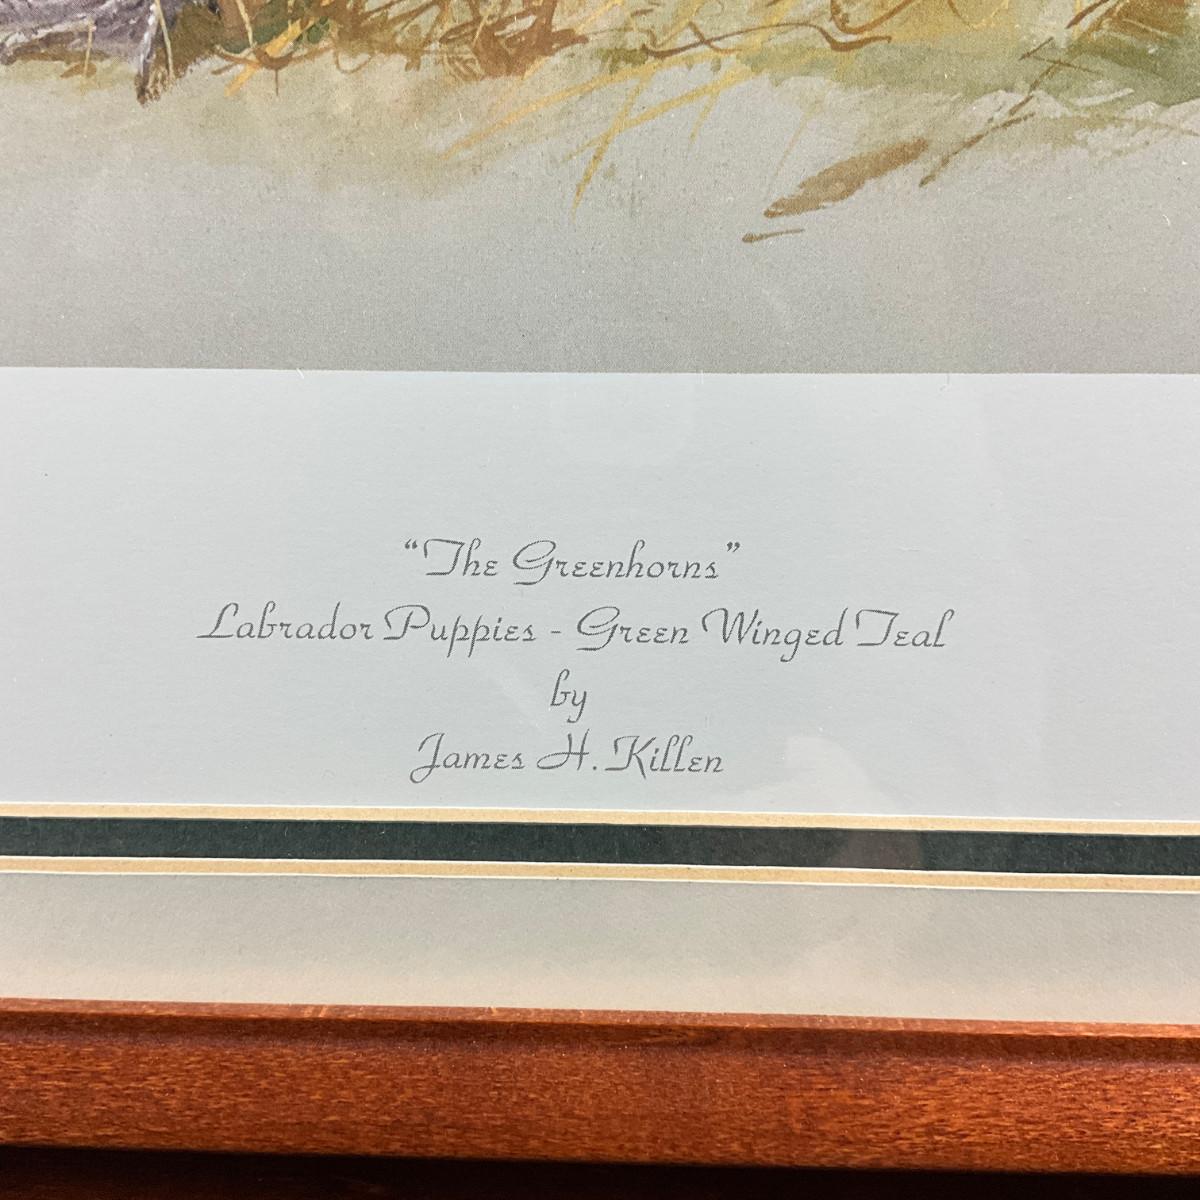 “The Greenhorns”
Labrador Puppies - Green Winged Teal
by
James H. Killen